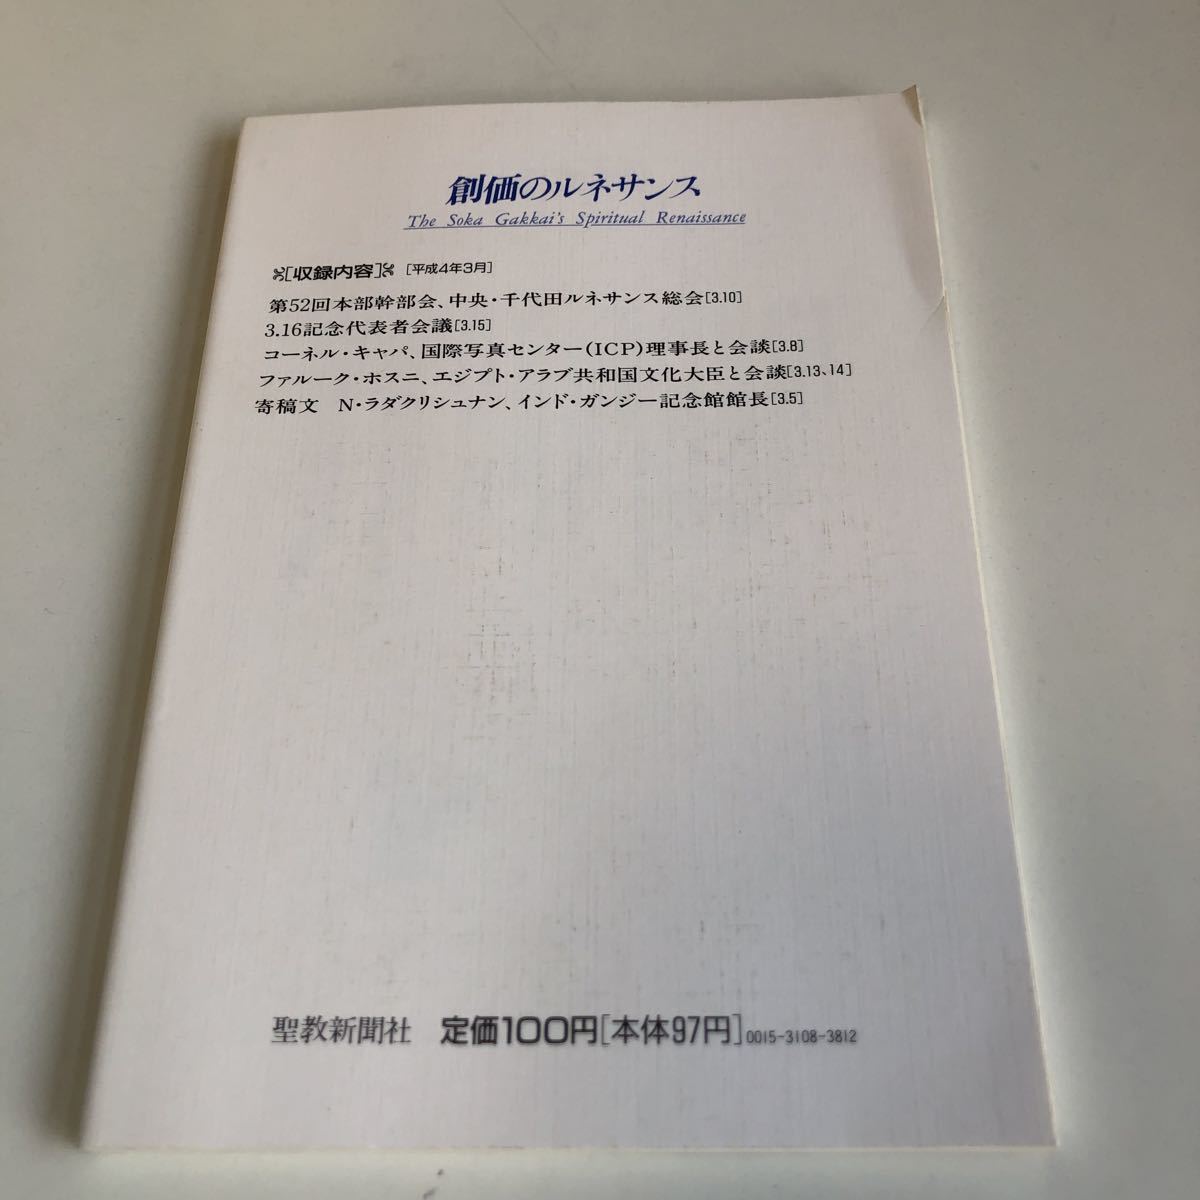 創価のルネサンス
The Soka Gakkai's Spiritual Renaissance
[収録内容] [平成4年3月]
第52回本部幹部会、中央・千代田ルネサンス総会[3.10]
3.16記念代表者会議[3.15]
コーネル・キャパ、国際写真センター(ICP)理事長と会談[3.8]
ファルーク・ホスニ、エジプト・アラブ共和国文化大臣と会談[3.13、14]
寄稿文 N・ラダクリシュナン、インド・ガンジー記念館館長[3.5]
聖教新聞社 定価100円[本体97円]0015-3108-3812